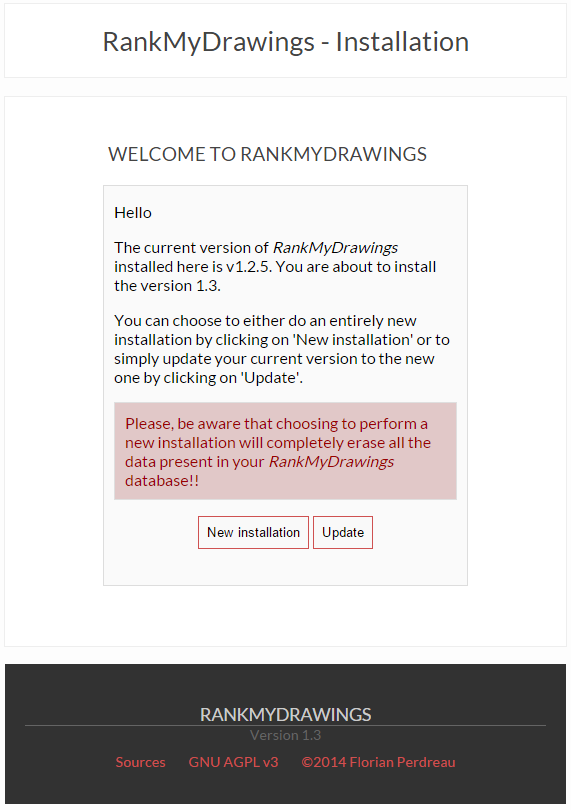 RankMyDrawings - Installation
WELCOME TO RANKMYDRAWINGS
Hello
The current version of RankMyDrawings
installed here is v1.2.5. You are about to install
the version 1.3.
You can choose to either do an entirely new
installation by clicking on 'New installation' or to
simply update your current version to the new
one by clicking on 'Update'.
Please, be aware that choosing to perform a
new installation will completely erase all the
data present in your RankMyDrawings
database!!
New installation Update
RANKMYDRAWINGS
Version 1.3
Sources GNU AGPL v3 ©2014 Florian Perdreau